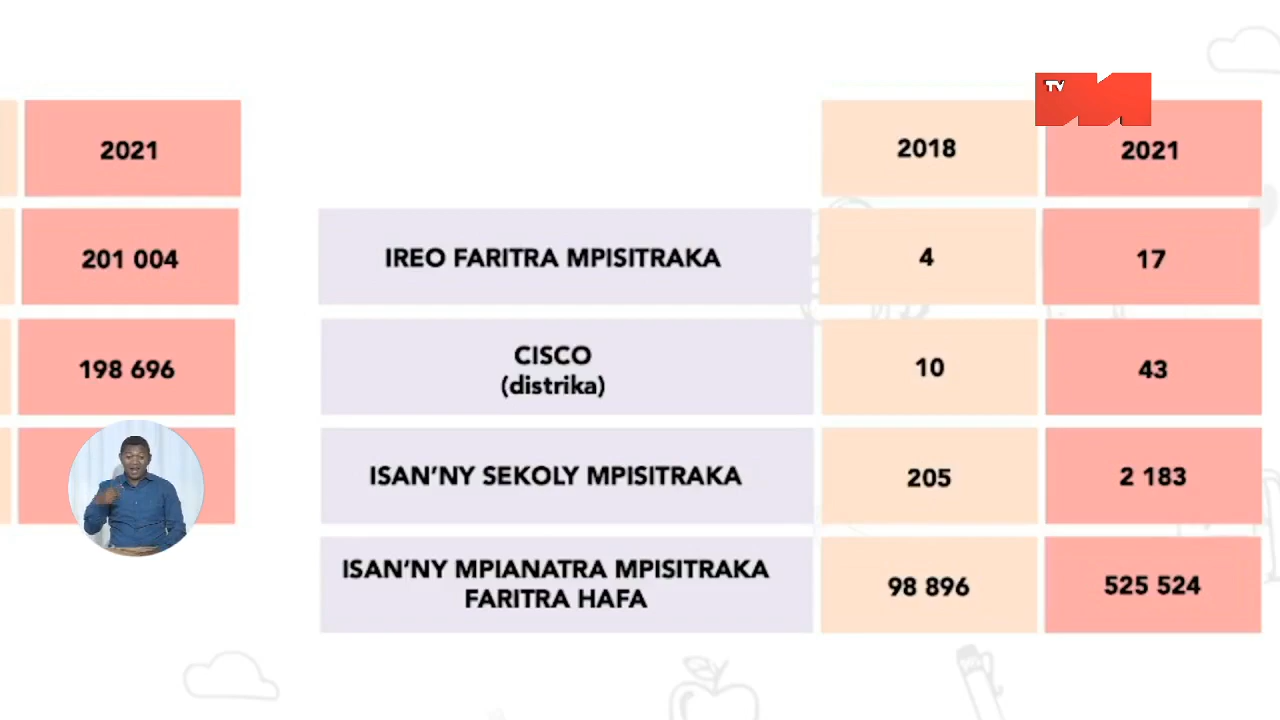 TV
2021
2018
2021
201 004
IREO FARITRA MPISITRAKA
4
17
198 696
CISCO
(distrika)
10
43
ISAN'NY SEKOLY MPISITRAKA
205
2 183
ISAN'NY MPIANATRA MPISITRAKA
FARITRA HAFA
98 896
525 524